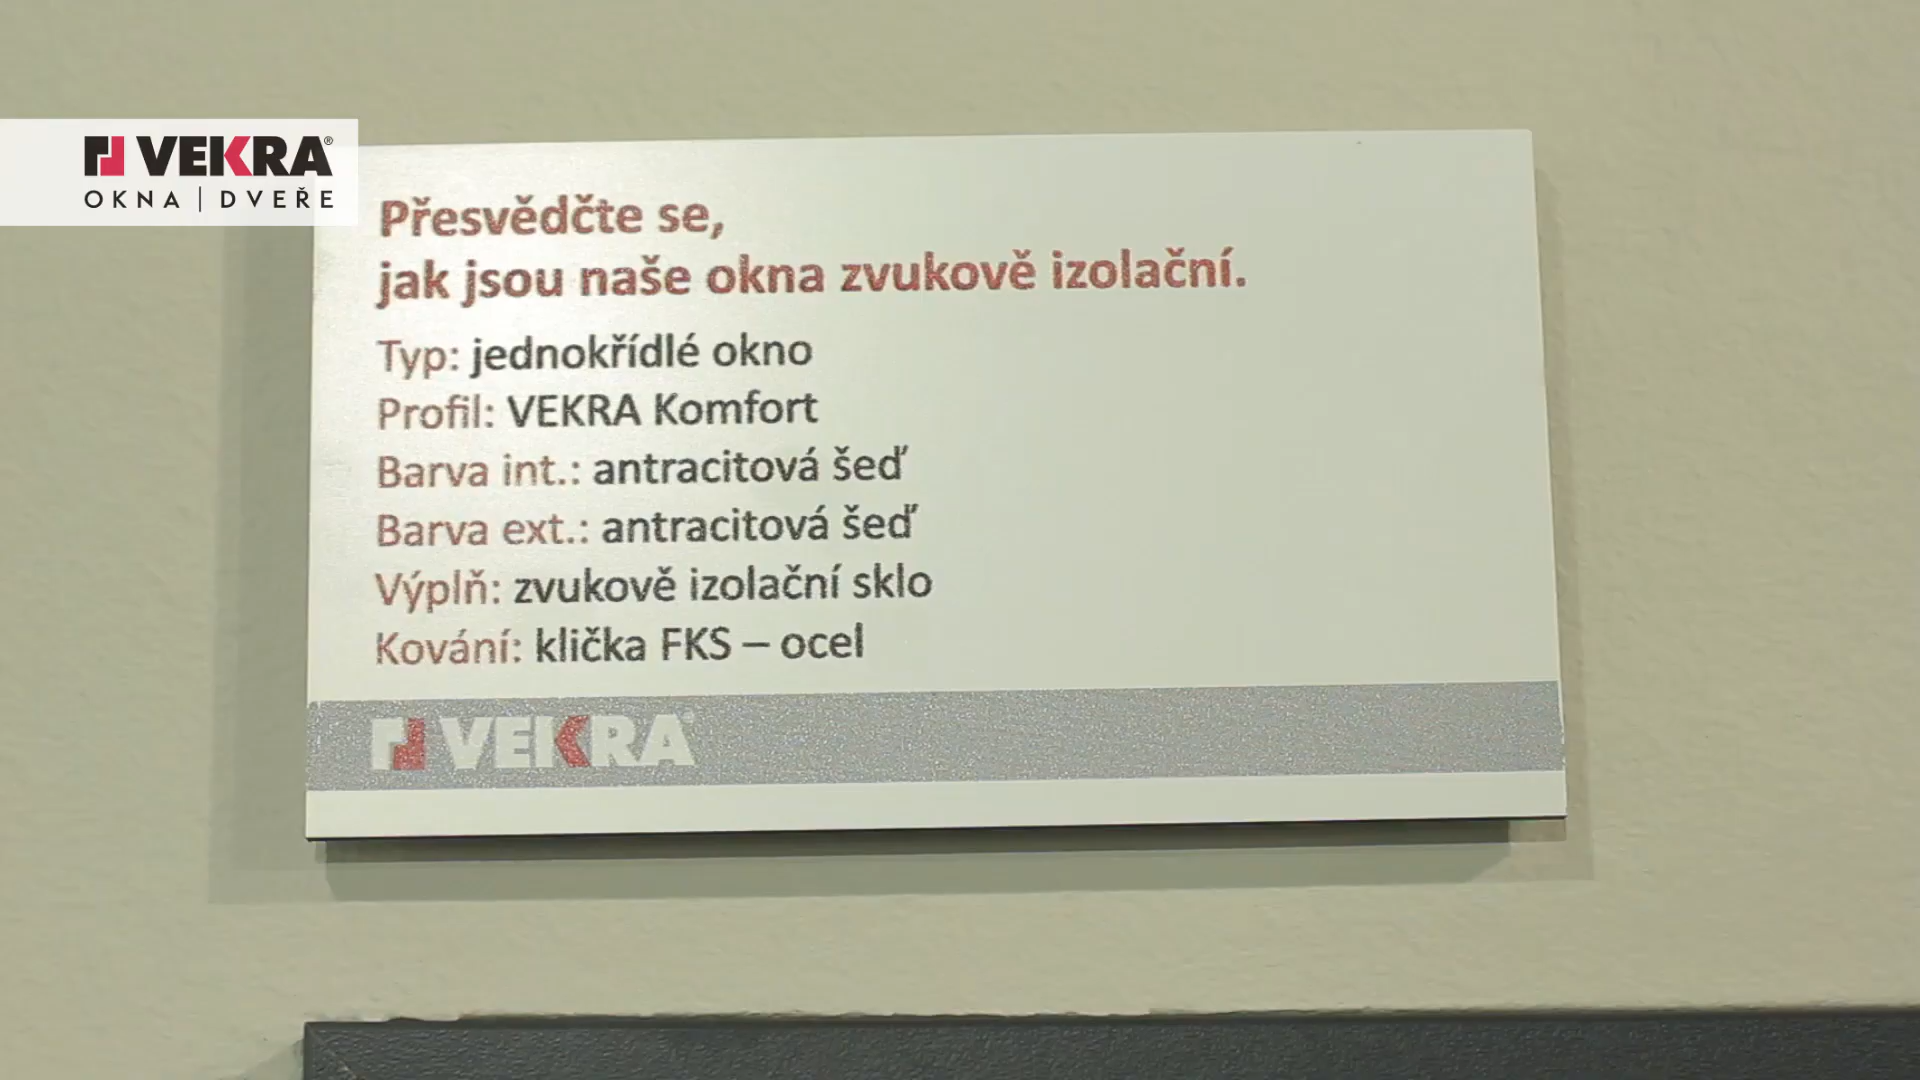 VEKRA®
OKNA | DVEŘE
Přesvědčte se,
jak jsou naše okna zvukově izolační.
Typ: jednokřídlé okno
Profil: VEKRA Komfort
Barva int.: antracitová šeď
Barva ext.: antracitová šeď
Výplň: zvukově izolační sklo
Kování: klička FKS – ocel
VEKRA